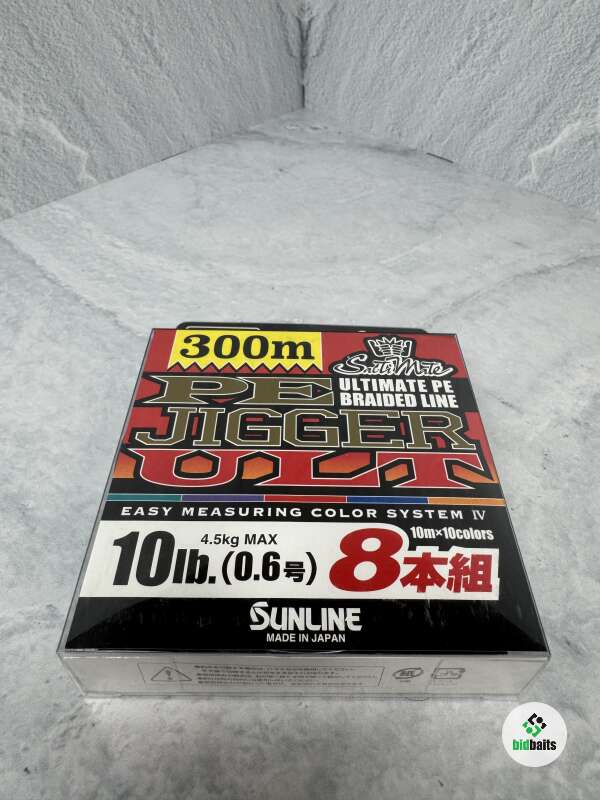 300m
SaltiMate
PE
ULTIMATE PE
BRAIDED LINE
JIGGER
ULT
EASY MEASURING COLOR SYSTEM IV
4.5kg MAX
10m×10colors
10lb.(0.6号)
8本組
SUNLINE
MADE IN JAPAN
bidbaits